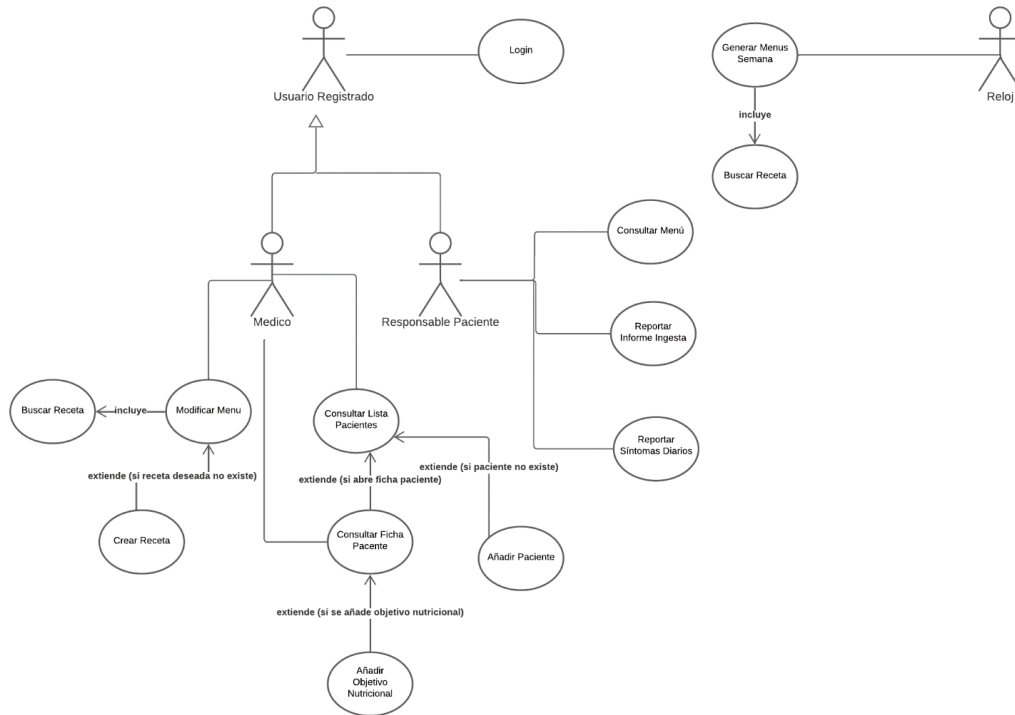 Login
Generar Menus
Semana
Usuario Registrado
Reloj
incluye
Buscar Receta
Consultar Menú
Medico
Responsable Paciente
Reportar
Informe Ingesta
Buscar Receta
incluye
Modificar Menu
Consultar Lista
Pacientes
Reportar
Síntomas Diarios
extiende (si paciente no existe)
extiende (si receta deseada no existe)
extiende (si abre ficha paciente)
Crear Receta
Consultar Ficha
Pacente
Añadir Paciente
extiende (si se añade objetivo nutricional)
Añadir
Objetivo
Nutricional